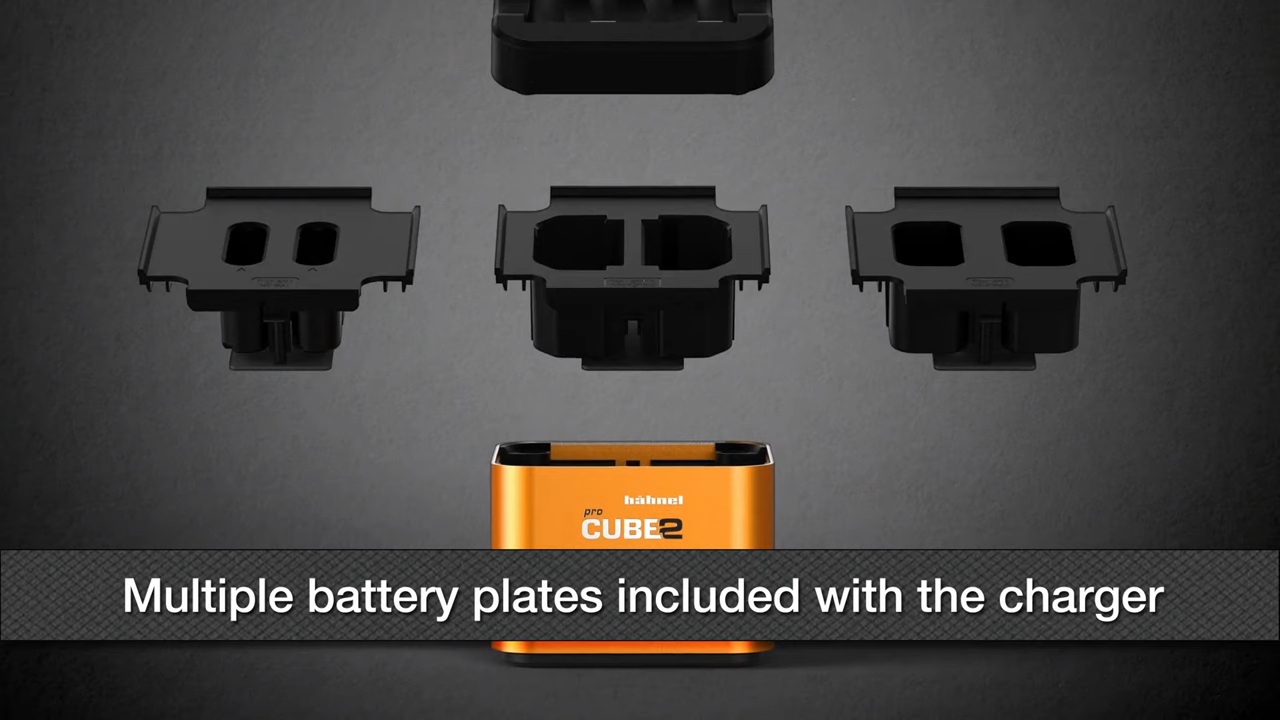 hähnel
pro
CUBE2
Multiple battery plates included with the charger